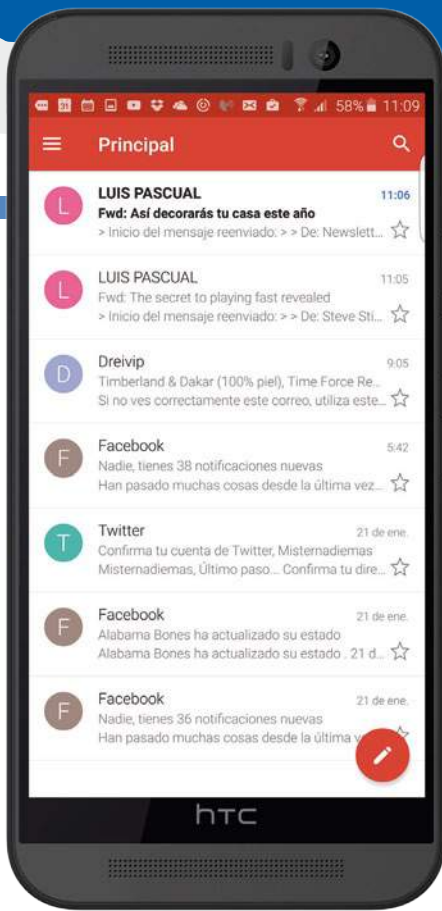 58% 11:09
Principal
L
LUIS PASCUAL 11:06
Fwd: Así decorarás tu casa este año
> Inicio del mensaje reenviado: > > De: Newslett...
L
LUIS PASCUAL 11:05
Fwd: The secret to playing fast revealed
> Inicio del mensaje reenviado: > > De: Steve Sti...
D
Dreivip 9:05
Timberland & Dakar (100% piel), Time Force Re...
Si no ves correctamente este correo, utiliza este...
F
Facebook 5:42
Nadie, tienes 38 notificaciones nuevas
Han pasado muchas cosas desde la última vez...
T
Twitter 21 de ene.
Confirma tu cuenta de Twitter, Misternadiemas
Misternadiemas, Último paso... Confirma tu dire...
F
Facebook 21 de ene.
Alabama Bones ha actualizado su estado
Alabama Bones ha actualizado su estado . 21 d...
F
Facebook 21 de ene.
Nadie, tienes 36 notificaciones nuevas
Han pasado muchas cosas desde la última
hTC